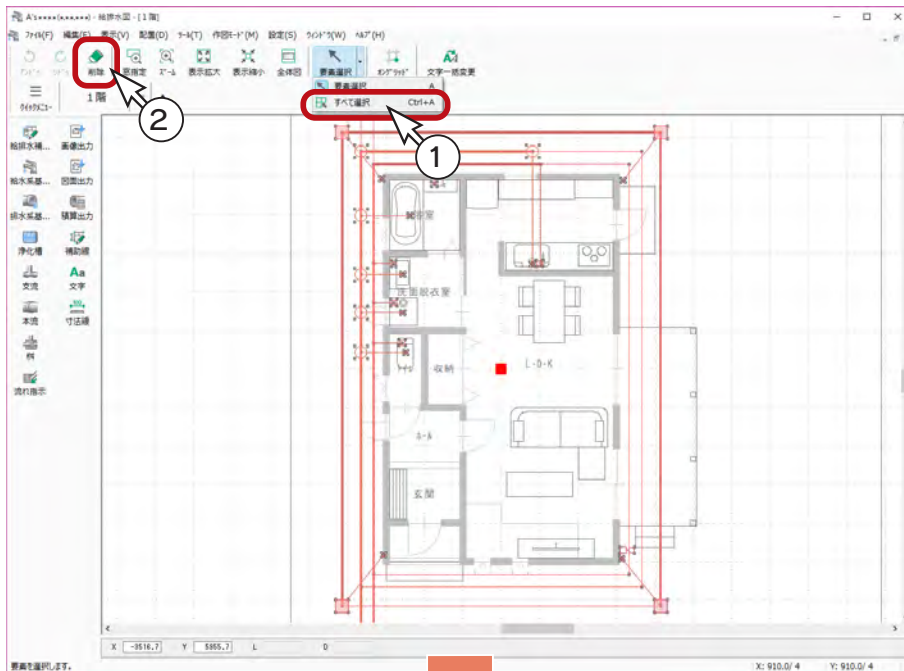 A's××××(×.××.×××) - 給排水図 - [1 階]
ﾌｧｲﾙ(F) 編集(E) 表示(V) 配置(D) ﾂｰﾙ(T) 作図ﾓｰﾄﾞ(M) 設定(S) ｳｨﾝﾄﾞｳ(W) ﾍﾙﾌﾟ(H)
削除 ｽﾞｰﾑ 表示拡大 表示縮小 全体図 要素選択 ｵﾝｸﾞﾘｯﾄﾞ 文字一括変更
要素選択 A
ｸｲｯｸﾒﾆｭｰ 1 階
すべて選択 Ctrl+A
②
①
給排水補... 画像出力
給水系基... 図面出力
排水系基... 積算出力
浄化槽 補助線
支流 文字
本流 寸法線
桝
流れ指示
洗面脱衣室
ﾄｲﾚ 収納 L-D-K
ﾎｰﾙ
玄関
X -3516.7 Y 5855.7 L D
要素を選択します。 X: 910.0/ 4 Y: 910.0/ 4